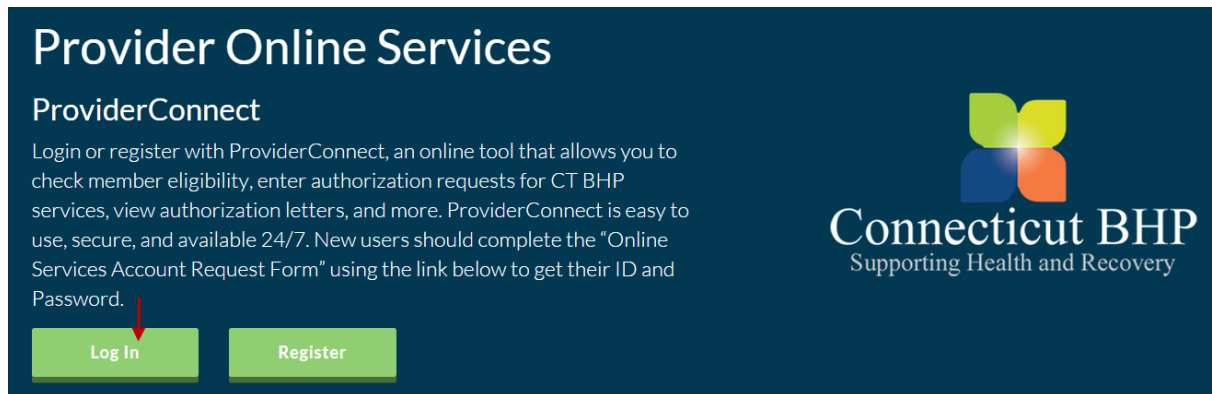 Provider Online Services
ProviderConnect
Login or register with ProviderConnect, an online tool that allows you to
check member eligibility, enter authorization requests for CT BHP
services, view authorization letters, and more. ProviderConnect is easy to
use, secure, and available 24/7. New users should complete the “Online
Services Account Request Form” using the link below to get their ID and
Password.
Log In
Register
Connecticut BHP
Supporting Health and Recovery